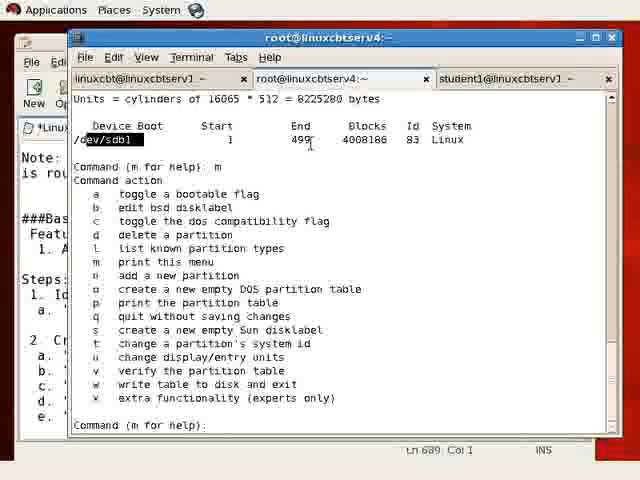 Applications Places System
root@linuxcbtserv4:~
File Edit View Terminal Tabs Help
linuxcbt@linuxcbtserv1 ~
root@linuxcbtserv4:~
student1@linuxcbtserv4:~
Units = cylinders of 16065 * 512 = 8225280 bytes
Device Boot Start End Blocks Id System
/dev/sdb1 1 499 4008186 83 Linux
Command (m for help): m
Command action
a toggle a bootable flag
b edit bsd disklabel
c toggle the dos compatibility flag
d delete a partition
l list known partition types
m print this menu
n add a new partition
o create a new empty DOS partition table
p print the partition table
q quit without saving changes
s create a new empty Sun disklabel
t change a partition's system id
u change display/entry units
v verify the partition table
w write table to disk and exit
x extra functionality (experts only)
Command (m for help):
File
New
*Linu
Note:
is rou
###Bas
Featu
1. A
Steps:
1. Id
a. "
2 Cr
a. "
b. "
c. "
d. "
e. "
Ln 689, Col 1 INS